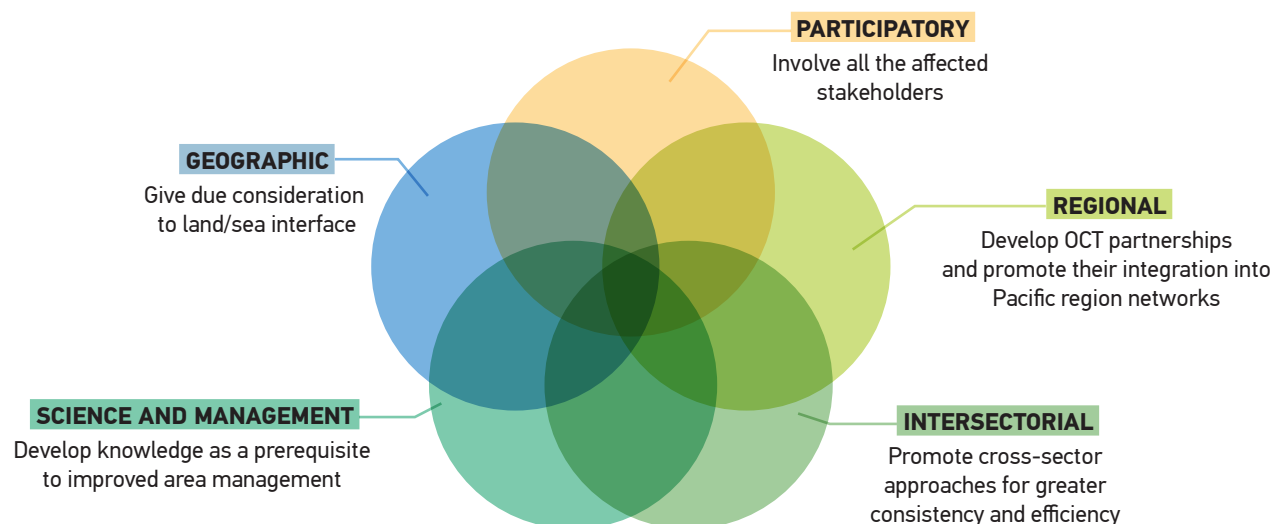 PARTICIPATORY
Involve all the affected
stakeholders
GEOGRAPHIC
Give due consideration
to land/sea interface
REGIONAL
Develop OCT partnerships
and promote their integration into
Pacific region networks
SCIENCE AND MANAGEMENT
Develop knowledge as a prerequisite
to improved area management
INTERSECTORIAL
Promote cross-sector
approaches for greater
consistency and efficiency